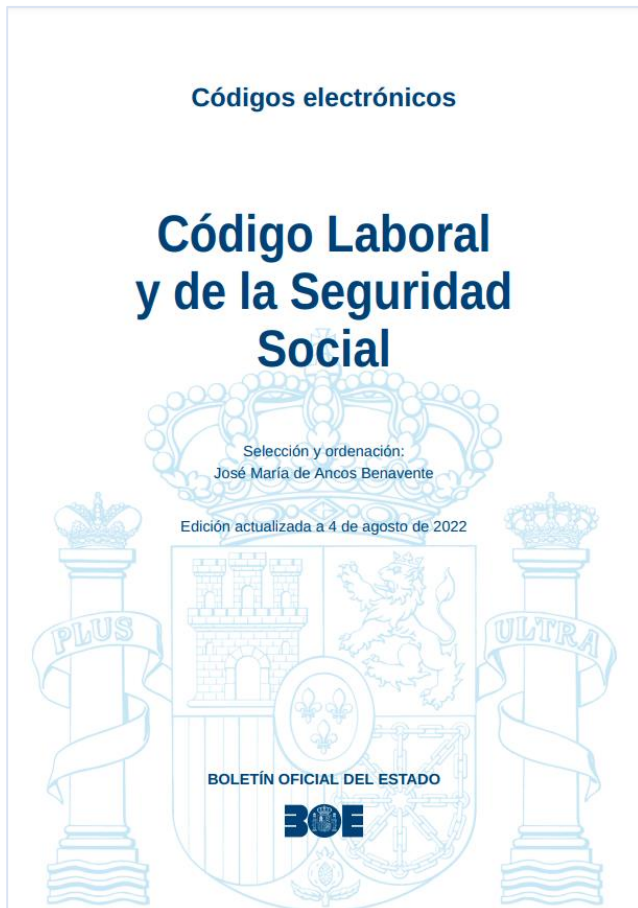 Códigos electrónicos
Código Laboral
y de la Seguridad
Social
Selección y ordenación:
José María de Ancos Benavente
Edición actualizada a 4 de agosto de 2022
PLUS
ULTRA
BOLETÍN OFICIAL DEL ESTADO
BOE